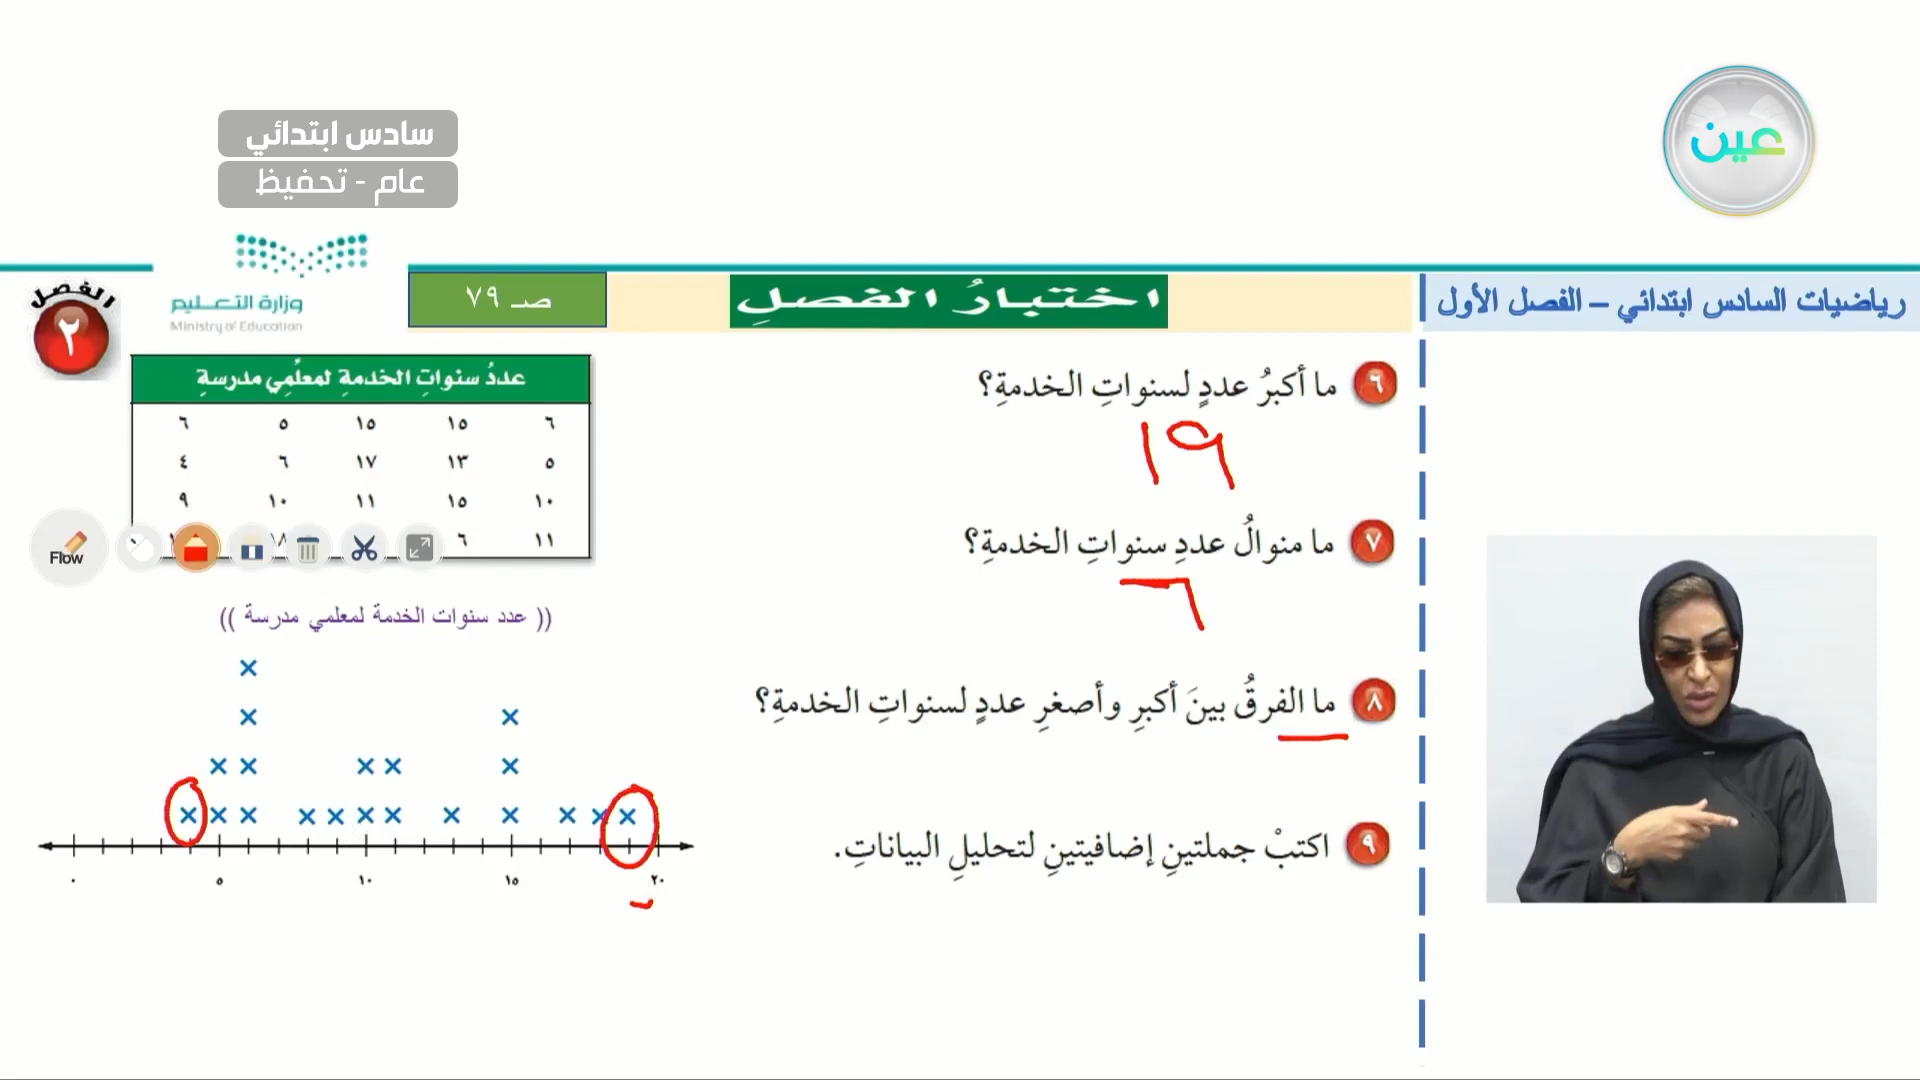 عين
سادس ابتدائي
عام - تحفيظ
رياضيات السادس ابتدائي – الفصل الأول
اختبارُ الفصلِ
صـ ٧٩
وزارة التعليم
Ministry of Education
الفصل
٢
٦ ما أكبرُ عددٍ لسنواتِ الخدمةِ؟
١٩
٧ ما منوالُ عددِ سنواتِ الخدمةِ؟
٦
٨ ما الفرقُ بينَ أكبرِ وأصغرِ عددٍ لسنواتِ الخدمةِ؟
٩ اكتبْ جملتينِ إضافيتينِ لتحليلِ البياناتِ.
عددُ سنواتِ الخدمةِ لمعلِّمِي مدرسةٍ
٦ ١٥ ١٥ ٥ ٦
٥ ١٣ ١٧ ٦ ٤
١٠ ١٥ ١١ ١٠ ٩
١١ ٦
Flow
(( عدد سنوات الخدمة لمعلمي مدرسة ))
٠ ٥ ١٠ ١٥ ٢٠